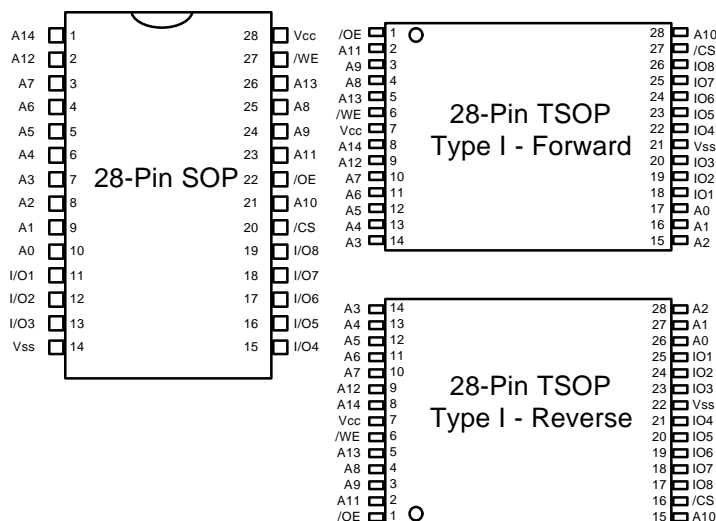 A14 1 28 Vcc
A12 2 27 /WE
A7 3 26 A13
A6 4 25 A8
A5 5 24 A9
A4 6 23 A11
A3 7 28-Pin SOP 22 /OE
A2 8 21 A10
A1 9 20 /CS
A0 10 19 I/O8
I/O1 11 18 I/O7
I/O2 12 17 I/O6
I/O3 13 16 I/O5
Vss 14 15 I/O4
/OE 1 28 A10
A11 2 27 /CS
A9 3 26 IO8
A8 4 25 IO7
A13 5 24 IO6
/WE 6 28-Pin TSOP 23 IO5
Vcc 7 22 IO4
A14 8 Type I - Forward 21 Vss
A12 9 20 IO3
A7 10 19 IO2
A6 11 18 IO1
A5 12 17 A0
A4 13 16 A1
A3 14 15 A2
A3 14 28 A2
A4 13 27 A1
A5 12 26 A0
A6 11 25 IO1
A7 10 28-Pin TSOP 24 IO2
A12 9 23 IO3
A14 8 Type I - Reverse 22 Vss
Vcc 7 21 IO4
/WE 6 20 IO5
A13 5 19 IO6
A8 4 18 IO7
A9 3 17 IO8
A11 2 16 /CS
/OE 1 15 A10